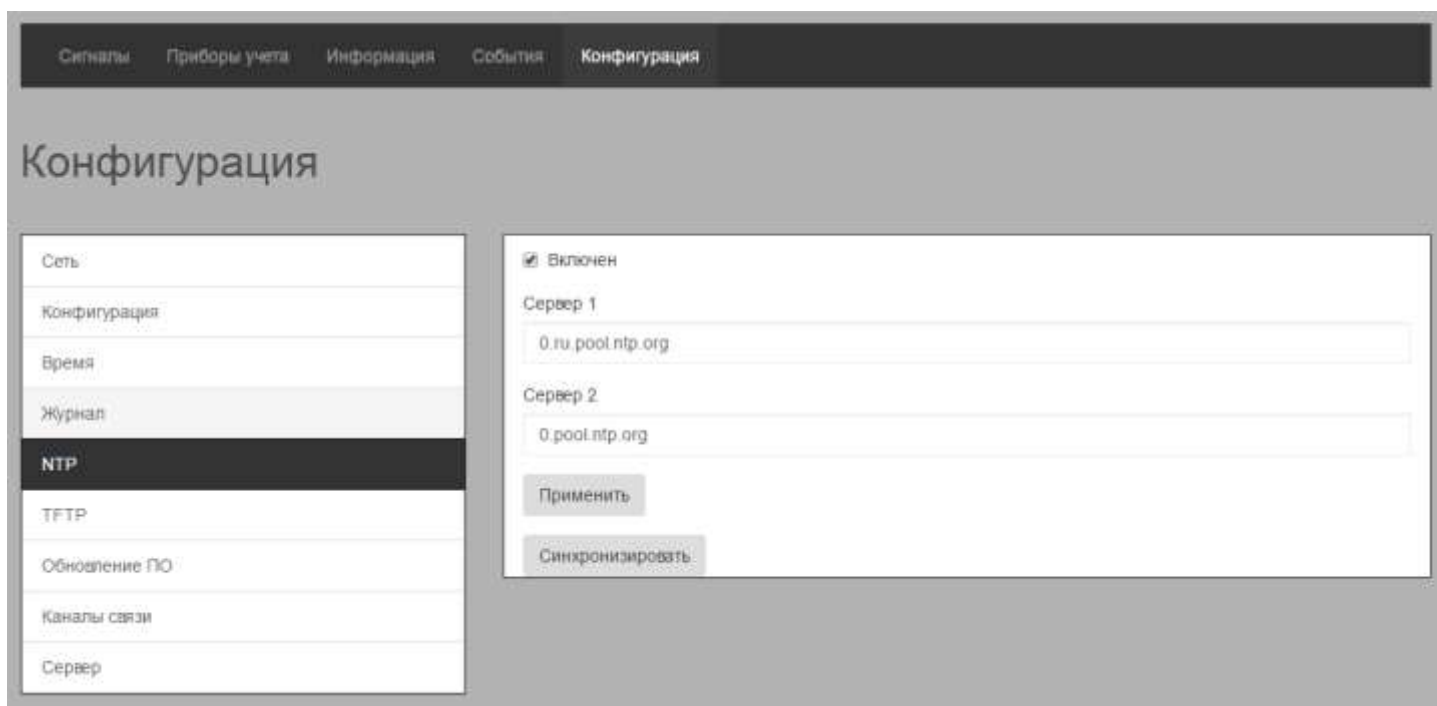 Сигналы Приборы учета Информация События Конфигурация
Конфигурация
Сеть
Конфигурация
Время
Журнал
NTP
TFTP
Обновление ПО
Каналы связи
Сервер
Включен
Сервер 1
0.ru.pool.ntp.org
Сервер 2
0.pool.ntp.org
Применить
Синхронизировать